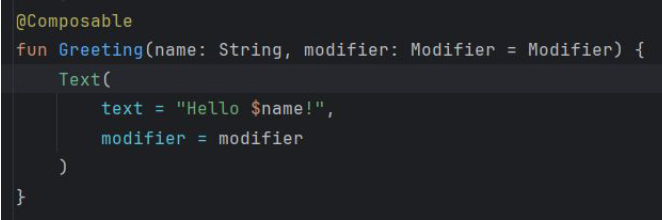 @Composable
fun Greeting(name: String, modifier: Modifier = Modifier) {
    Text(
        text = "Hello $name!",
        modifier = modifier
    )
}